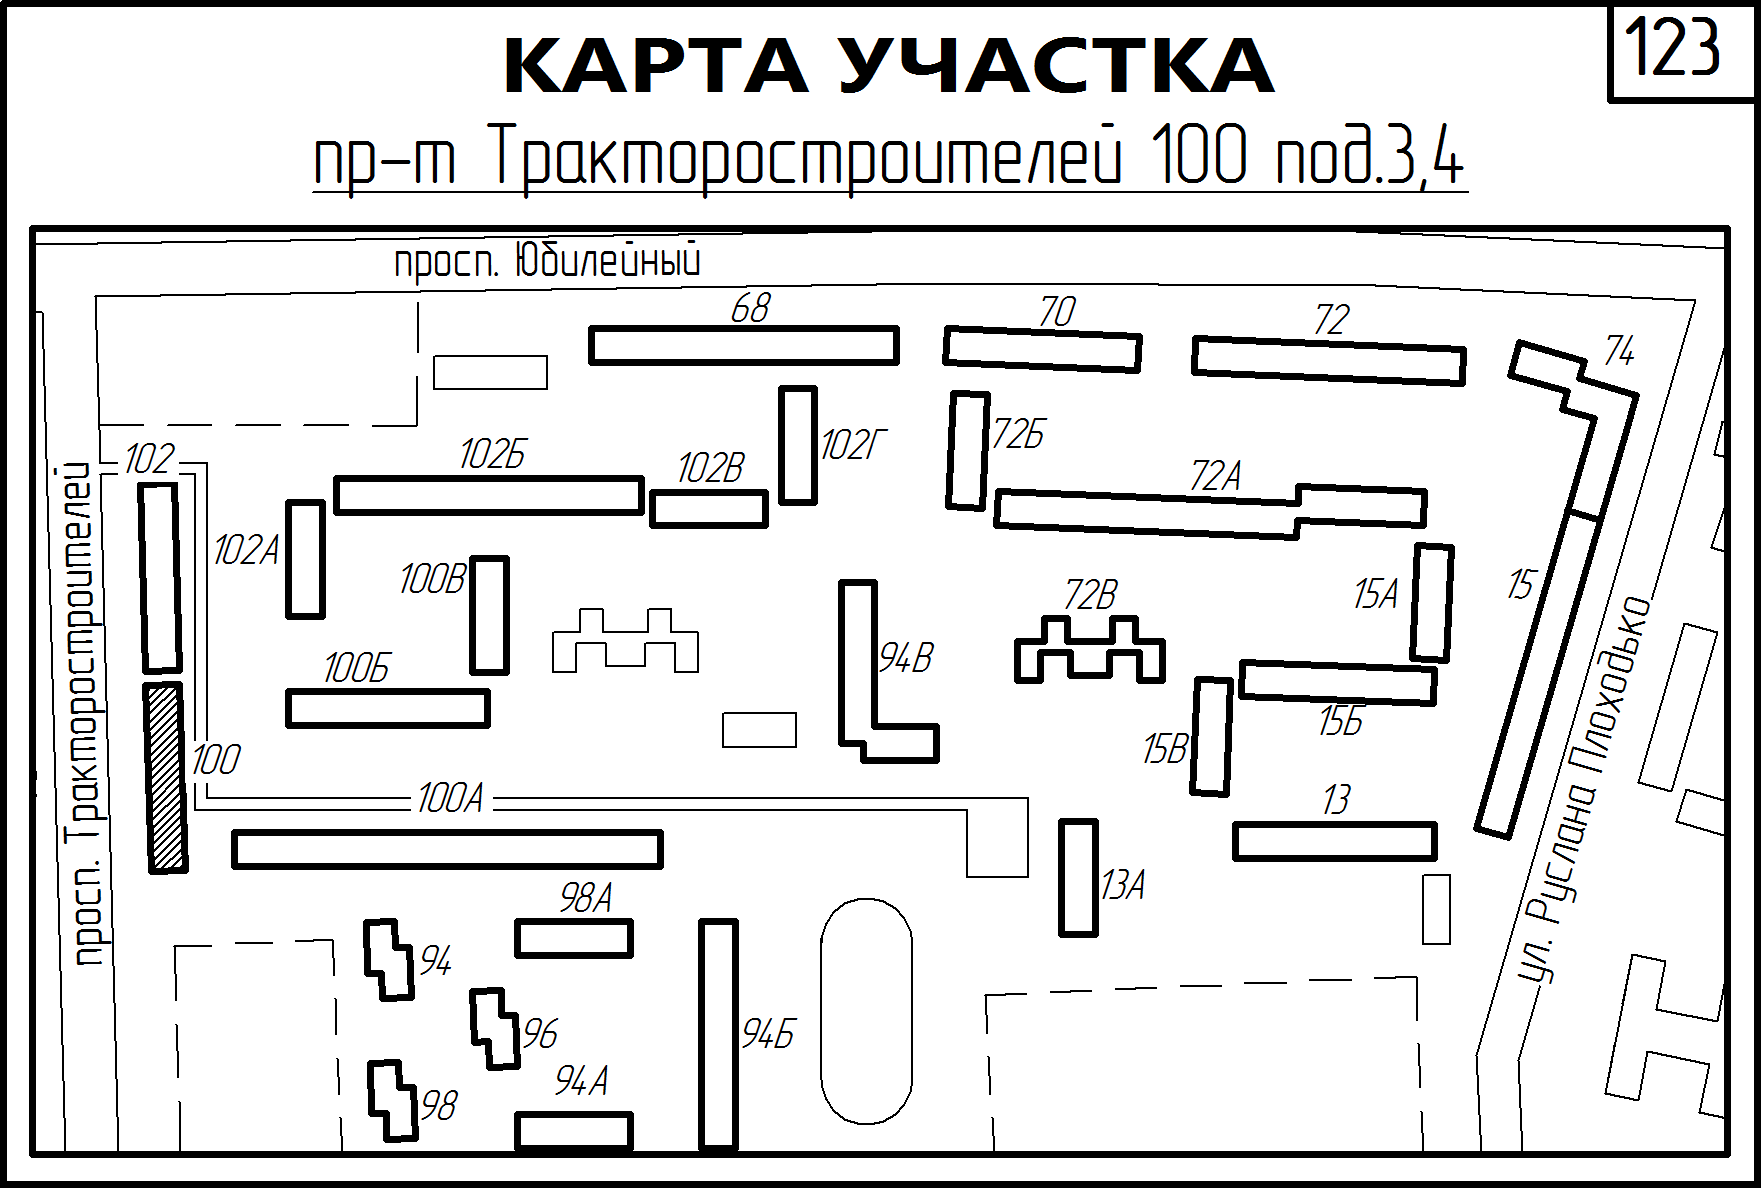 123
КАРТА УЧАСТКА
пр-т Тракторостроителей 100 под.3,4
просп. Юбилейный
68
70
72
74
102
102Б
102В
102Г
72Б
72А
102А
100В
100Б
94В
72В
15А
15
15Б
15В
100
100А
13
13А
просп. Тракторостроителей
ул. Руслана Плоходько
98А
94
96
94Б
94А
98